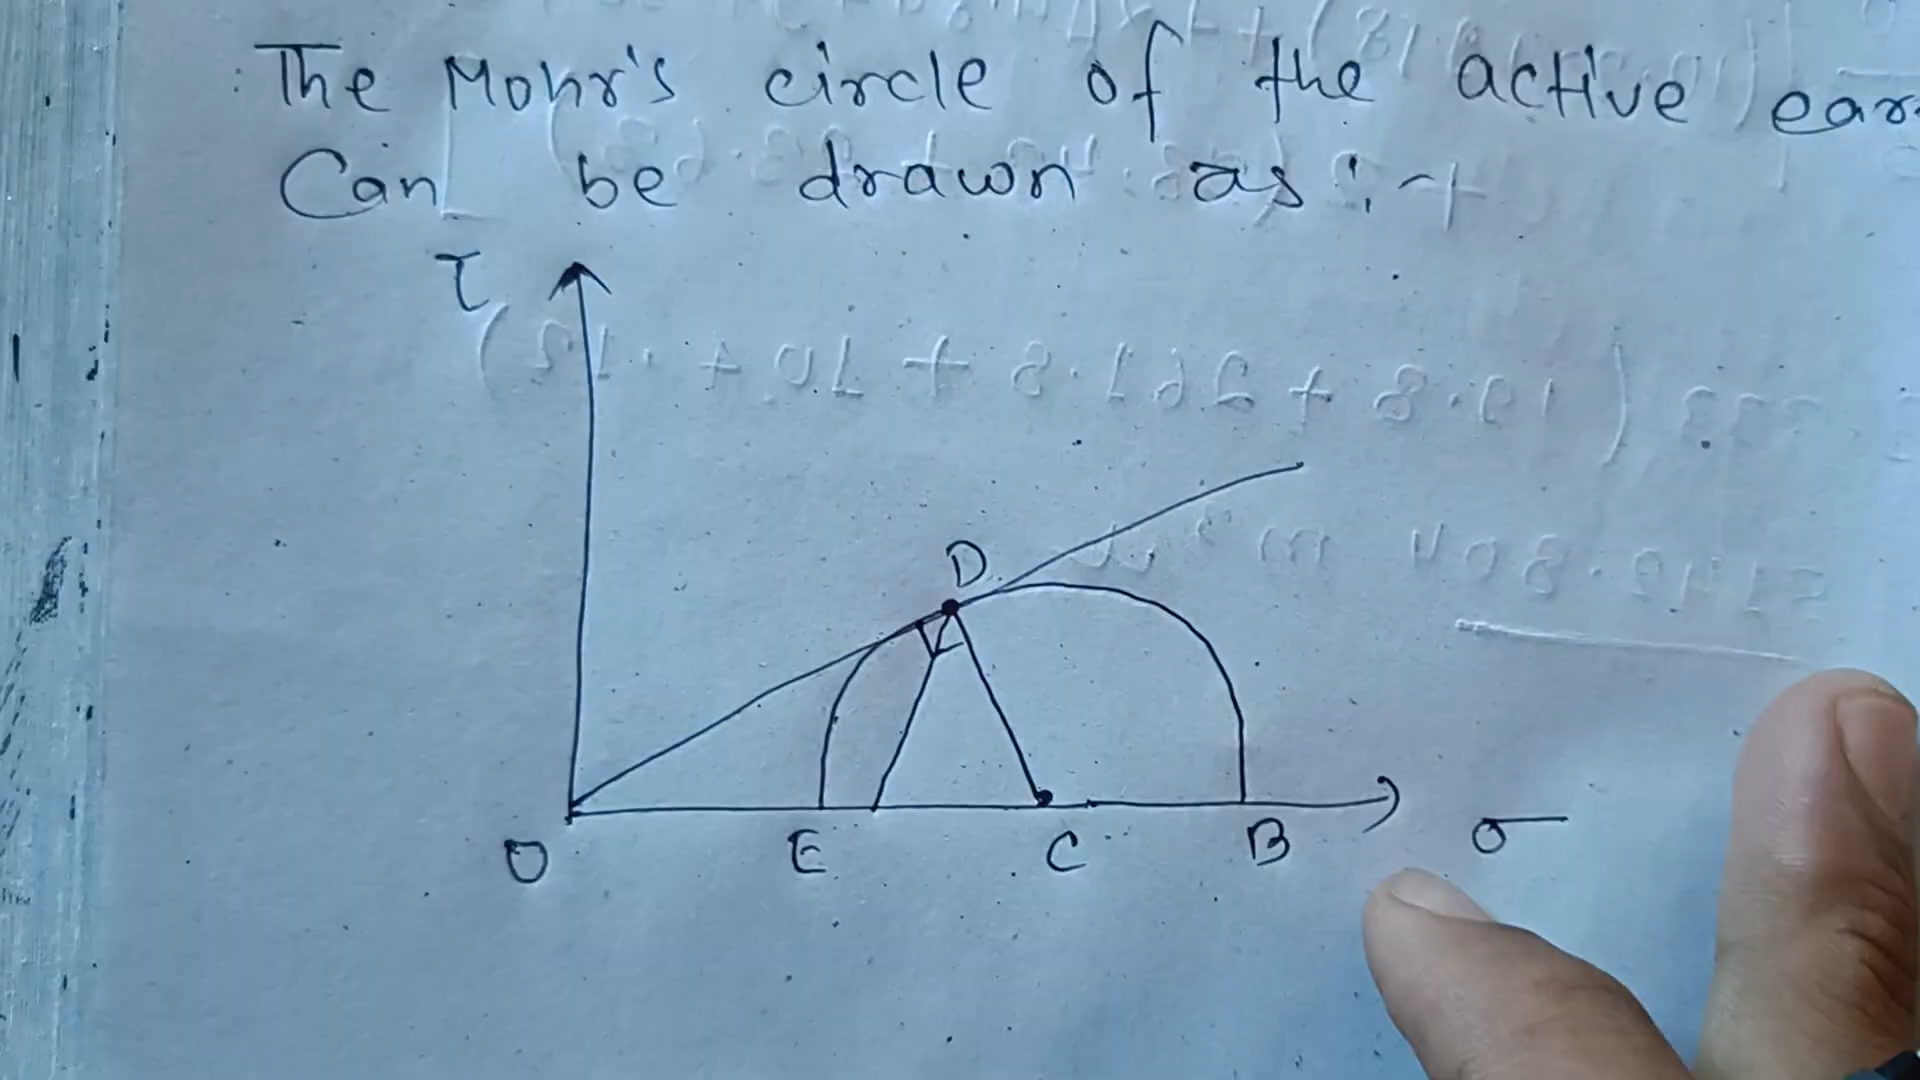 The Mohr's circle of the active ear
Can be drawn as :-
τ
D
O E C B σ